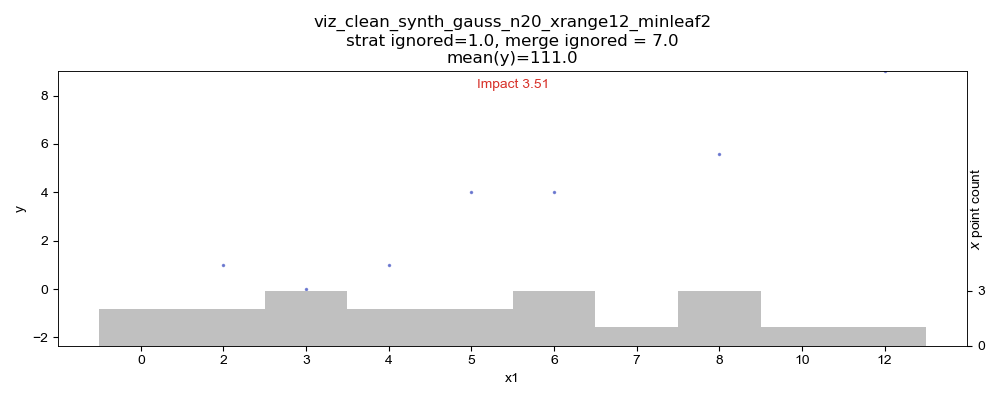 viz_clean_synth_gauss_n20_xrange12_minleaf2
strat ignored=1.0, merge ignored = 7.0
mean(y)=111.0
Impact 3.51
8
6
4
2
0
−2
y
3
0
x point count
0 2 3 4 5 6 7 8 10 12
x1